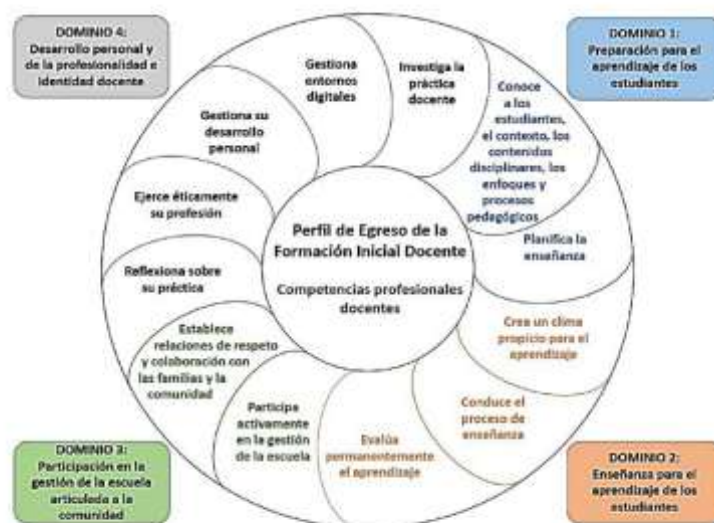 DOMINIO 4:
Desarrollo personal y
de la profesionalidad e
identidad docente
DOMINIO 1:
Preparación para el
aprendizaje de los
estudiantes
Gestiona
entornos
digitales
Investiga la
práctica
docente
Conoce
a los
estudiantes,
el contexto, los
contenidos
disciplinares, los
enfoques y
procesos
pedagógicos
Gestiona su
desarrollo
personal
Ejerce éticamente
su profesión
Planifica la
enseñanza
Perfil de Egreso de la
Formación Inicial Docente
Competencias profesionales
docentes
Reflexiona sobre
su práctica
Crea un clima
propicio para el
aprendizaje
Establece
relaciones de respeto
y colaboración con
las familias y la
comunidad
Conduce el
proceso de
enseñanza
Participa
activamente
en la gestión
de la escuela
Evalúa
permanentemente
el aprendizaje
DOMINIO 3:
Participación en la
gestión de la escuela
articulada a la
comunidad
DOMINIO 2:
Enseñanza para el
aprendizaje de los
estudiantes